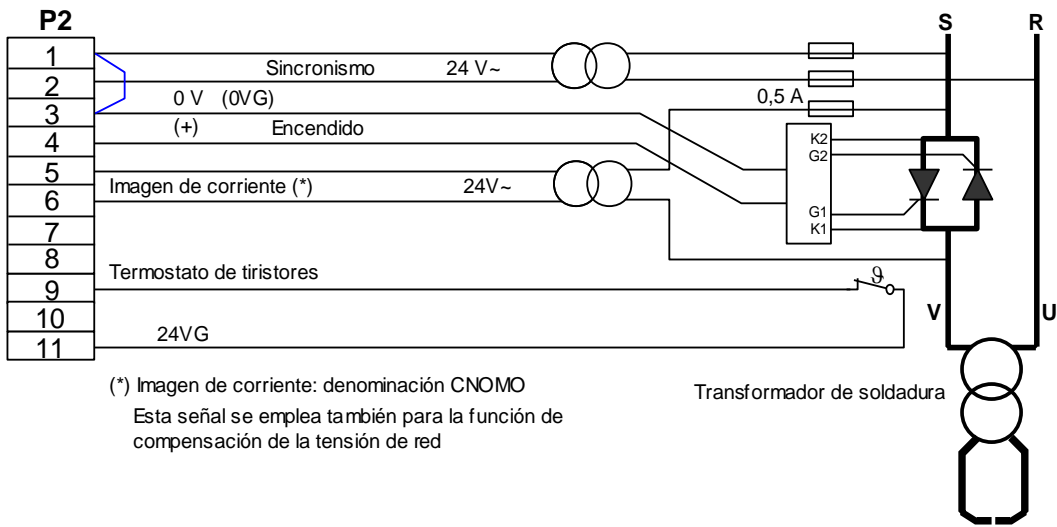 P2
S
R
1
2
3
4
5
6
7
8
9
10
11
Sincronismo
24 V~
0 V (0VG)
0,5 A
(+)
Encendido
K2
G2
Imagen de corriente (*)
24V~
G1
K1
Termostato de tiristores
ϑ
V
U
24VG
(*) Imagen de corriente: denominación CNOMO
Esta señal se emplea también para la función de
compensación de la tensión de red
Transformador de soldadura